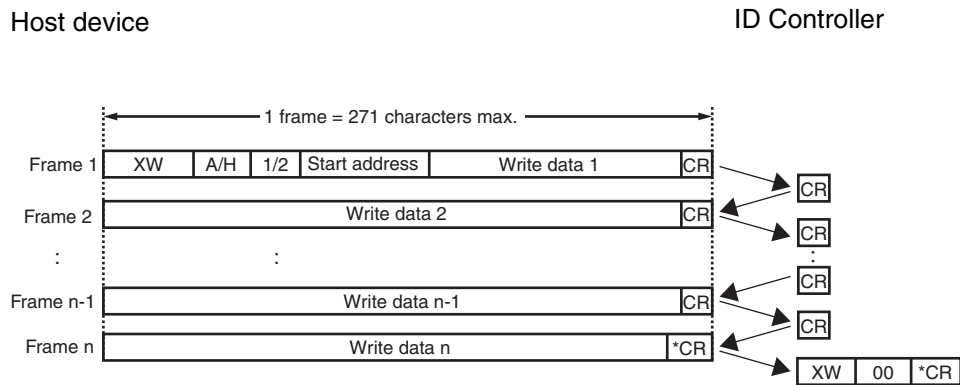 Host device
ID Controller
1 frame = 271 characters max.
Frame 1 XW A/H 1/2 Start address Write data 1 CR
CR
Frame 2 Write data 2 CR
CR
: : :
CR
Frame n-1 Write data n-1 CR
CR
Frame n Write data n *CR
XW 00 *CR